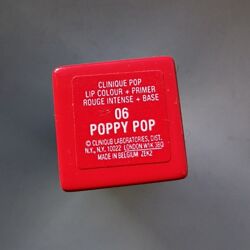 CLINIQUE POP
LIP COLOUR + PRIMER
ROUGE INTENSE + BASE
06
POPPY POP
© CLINIQUE LABORATORIES, DIST.
N.Y., N.Y. 10022 LONDON W1K 3BQ
MADE IN BELGIUM ZEK2